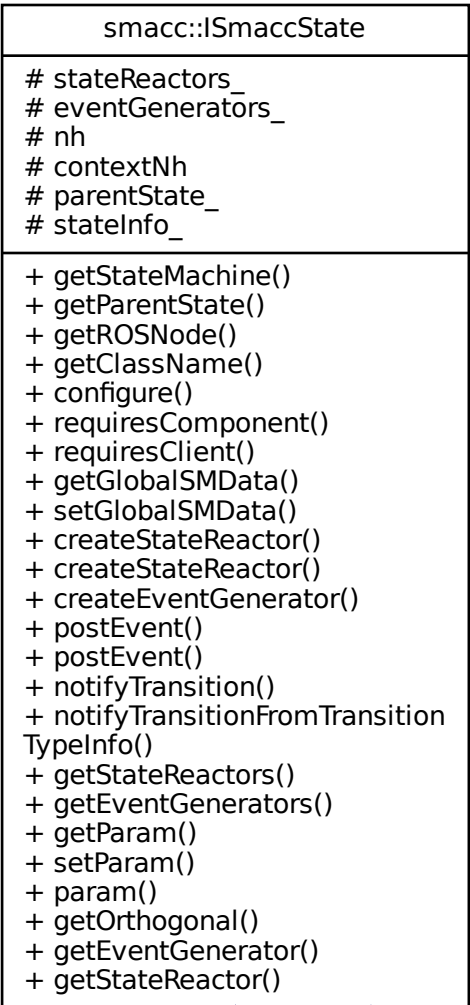 smacc::ISmaccState
# stateReactors_
# eventGenerators_
# nh
# contextNh
# parentState_
# stateInfo_
+ getStateMachine()
+ getParentState()
+ getROSNode()
+ getClassName()
+ configure()
+ requiresComponent()
+ requiresClient()
+ getGlobalSMData()
+ setGlobalSMData()
+ createStateReactor()
+ createStateReactor()
+ createEventGenerator()
+ postEvent()
+ postEvent()
+ notifyTransition()
+ notifyTransitionFromTransition
TypeInfo()
+ getStateReactors()
+ getEventGenerators()
+ getParam()
+ setParam()
+ param()
+ getOrthogonal()
+ getEventGenerator()
+ getStateReactor()